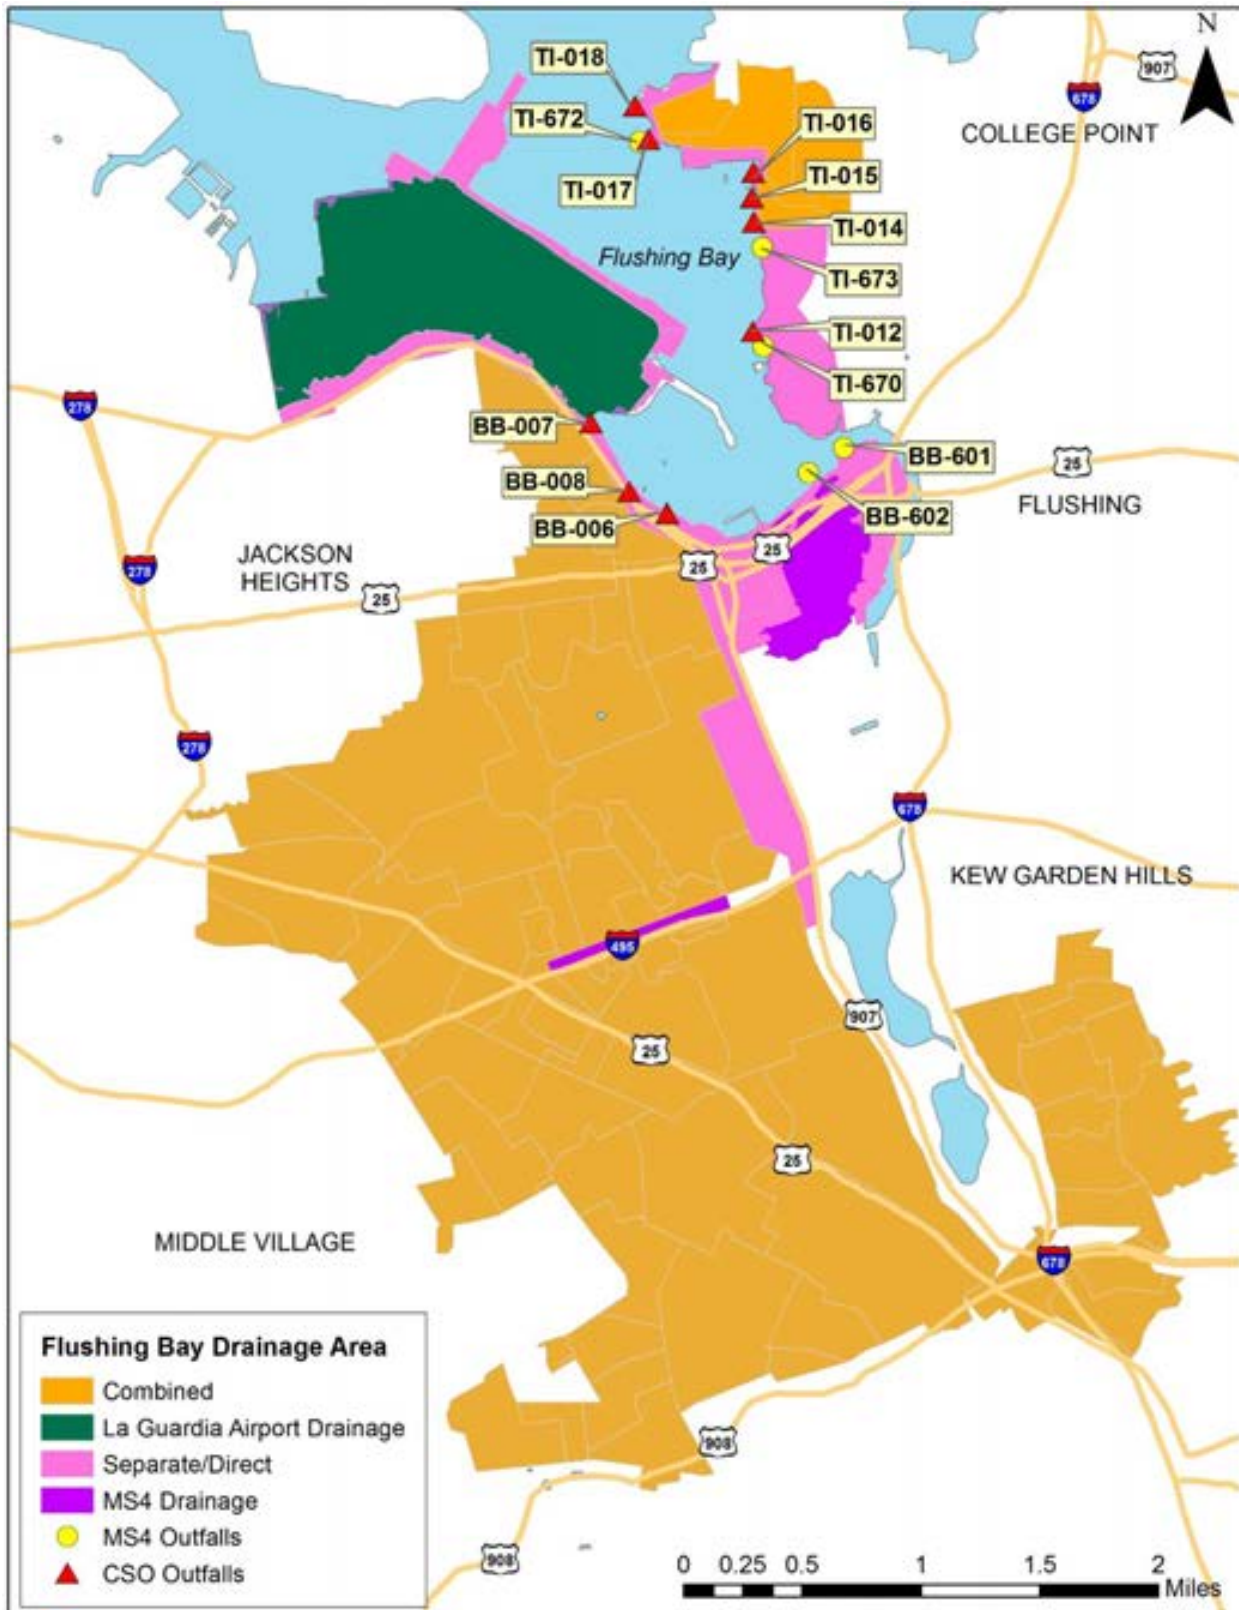 N
TI-018
907
678
TI-672
TI-016
COLLEGE POINT
TI-015
TI-017
TI-014
Flushing Bay
TI-673
TI-012
TI-670
278
BB-007
BB-601
25
BB-008
FLUSHING
BB-602
BB-006
JACKSON
HEIGHTS
25
25
278
25
278
678
KEW GARDEN HILLS
495
907
25
25
MIDDLE VILLAGE
678
Flushing Bay Drainage Area
Combined
La Guardia Airport Drainage
Separate/Direct
MS4 Drainage
MS4 Outfalls
CSO Outfalls
908
908
0 0.25 0.5 1 1.5 2
Miles